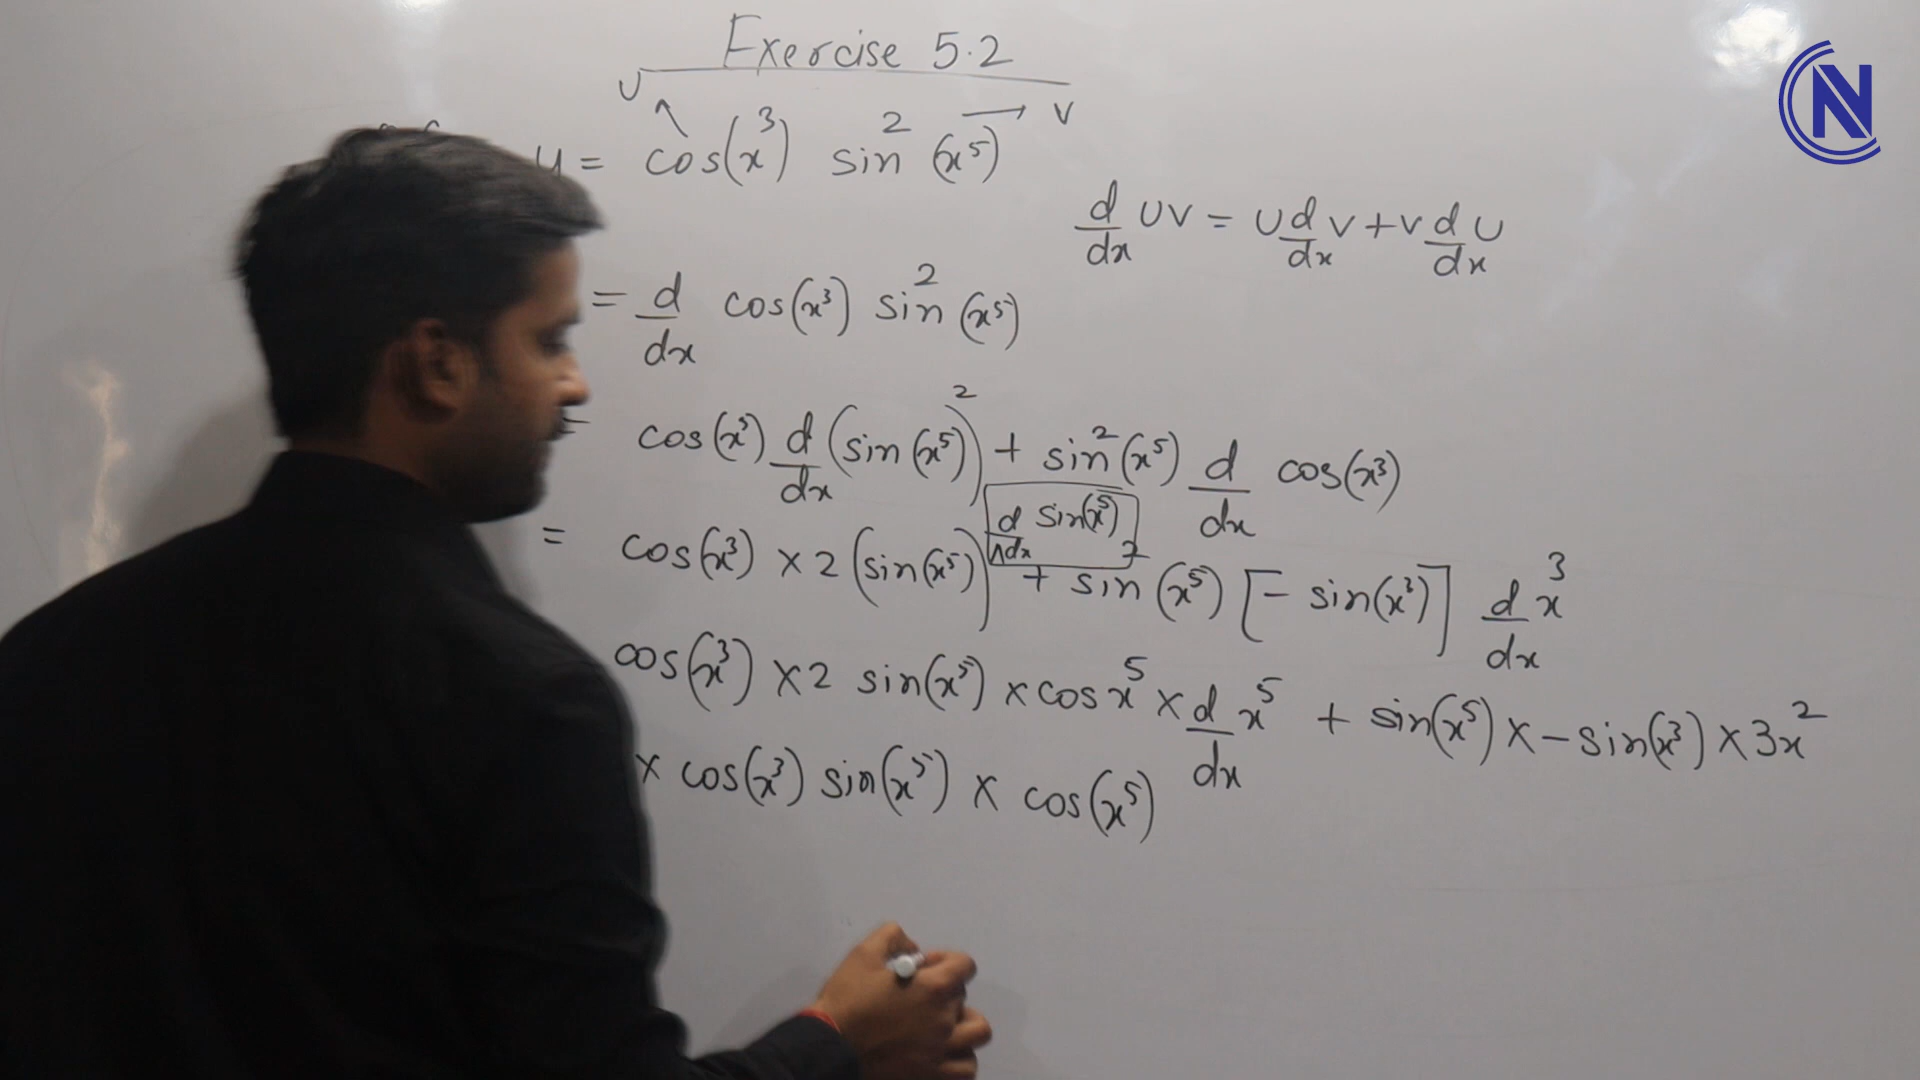 Exercise 5.2
U V
y = cos(x³) sin²(x⁵)
d/dx UV = U d/dx V + V d/dx U
= d/dx cos(x³) sin²(x⁵)
= cos(x³) d/dx (sin(x⁵))² + sin²(x⁵) d/dx cos(x³)
d/dx sin(x⁵)
= cos(x³) × 2 (sin(x⁵)) + sin²(x⁵) [- sin(x³)] d/dx x³
cos(x³) × 2 sin(x⁵) × cos x⁵ × d/dx x⁵ + sin(x⁵) × - sin(x³) × 3x²
× cos(x³) sin(x⁵) × cos(x⁵)
N